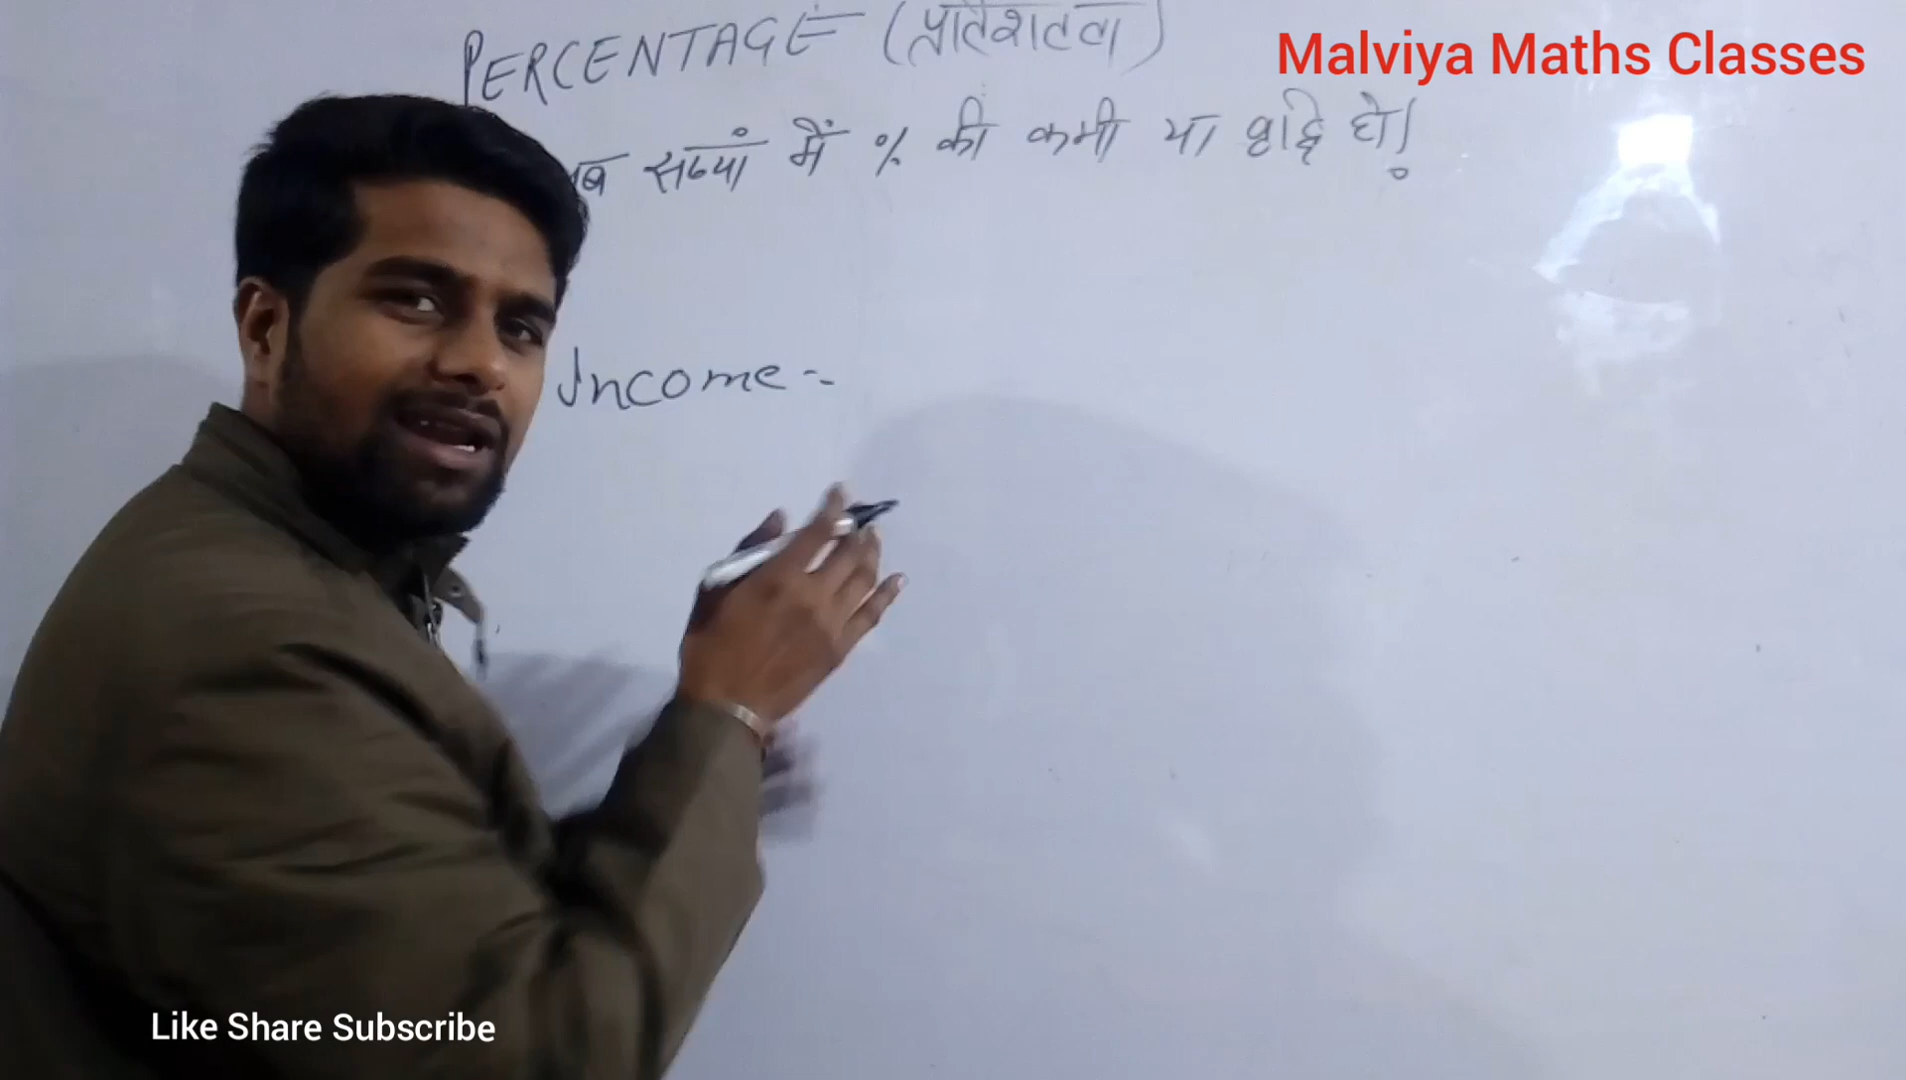 PERCENTAGE (प्रतिशतता)
Malviya Maths Classes
सख्यां में % की कमी या वृद्धि हो!
Income -
Like Share Subscribe